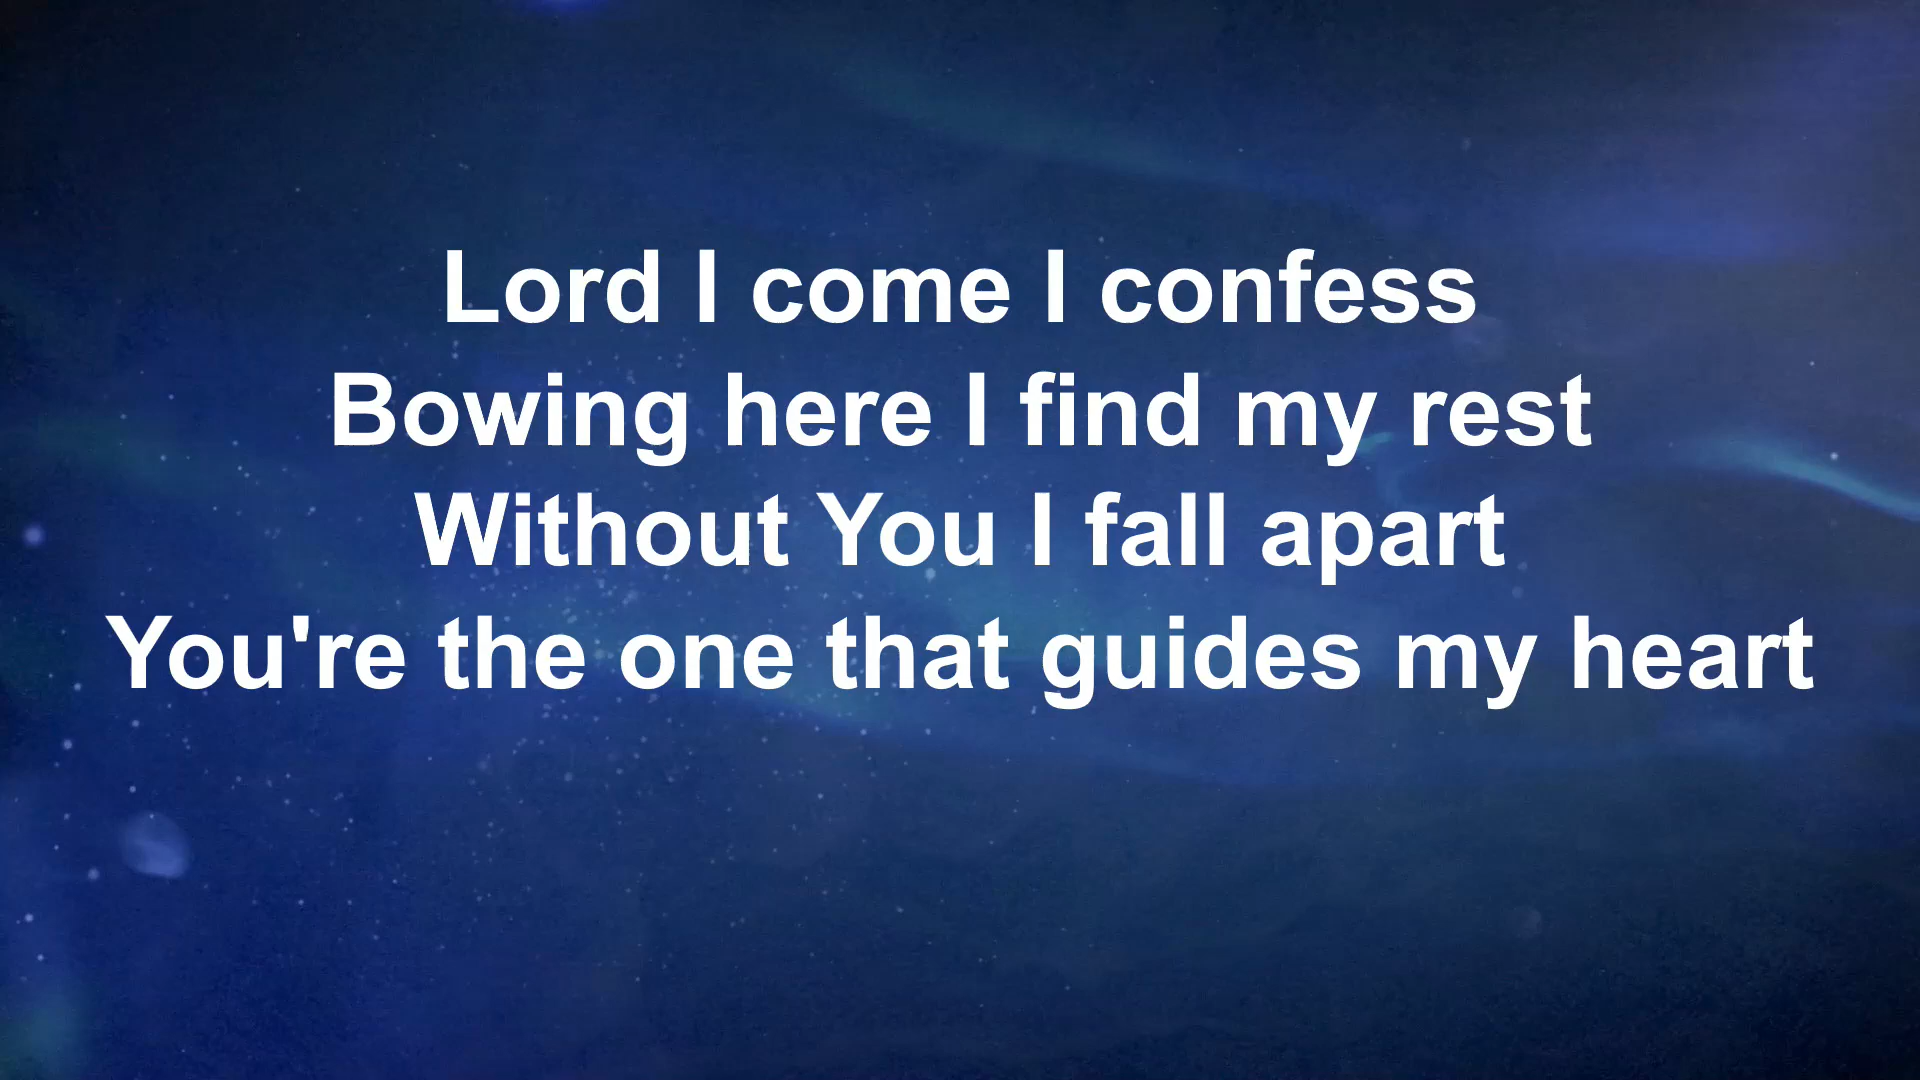 Lord I come I confess
Bowing here I find my rest
Without You I fall apart
You're the one that guides my heart